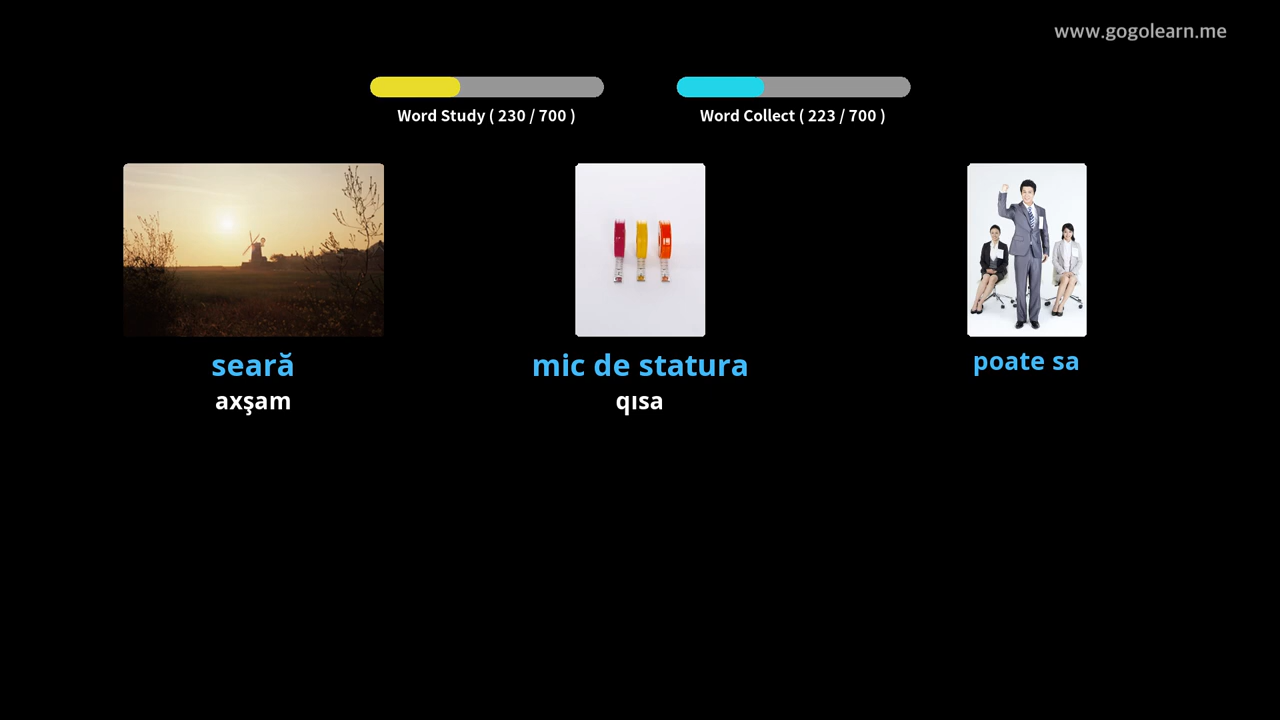 www.gogolearn.me
Word Study ( 230 / 700 )
Word Collect ( 223 / 700 )
seară
axşam
mic de statura
qısa
poate sa